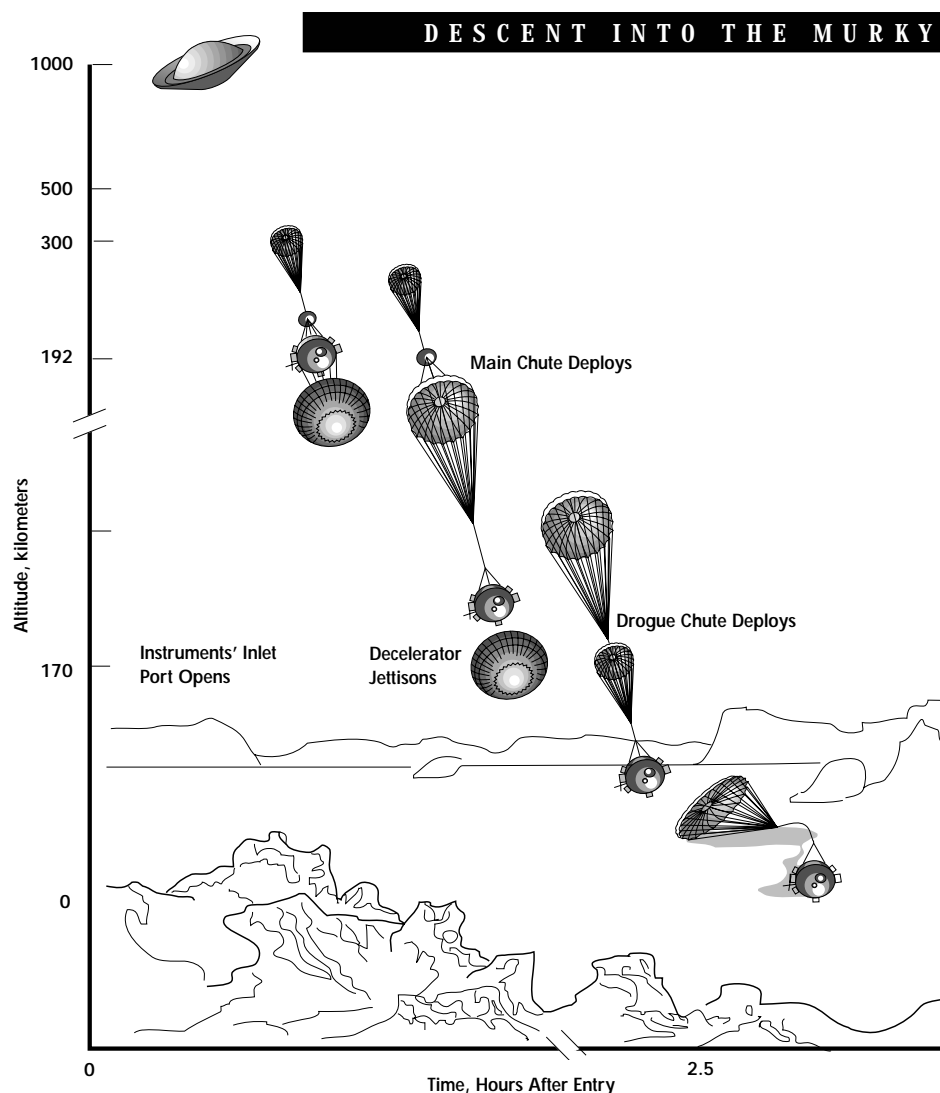 DESCENT INTO THE MURKY
1000
500
300
192
Main Chute Deploys
Altitude, kilometers
Drogue Chute Deploys
Instruments' Inlet
Port Opens
Decelerator
Jettisons
170
0
0
2.5
Time, Hours After Entry